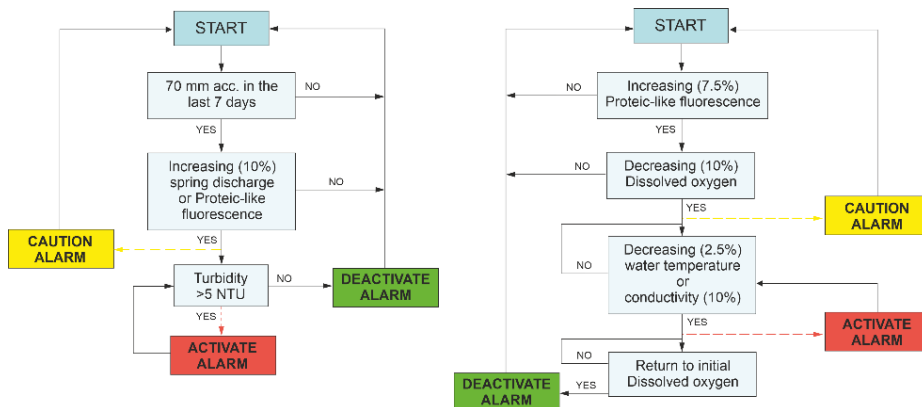 START
70 mm acc. in the
last 7 days
NO
YES
Increasing (10%)
spring discharge
or Proteic-like
fluorescence
NO
YES
CAUTION
ALARM
Turbidity
>5 NTU
NO
DEACTIVATE
ALARM
YES
ACTIVATE
ALARM
START
Increasing (7.5%)
Proteic-like fluorescence
NO
YES
Decreasing (10%)
Dissolved oxygen
NO
YES
CAUTION
ALARM
Decreasing (2.5%)
water temperature
or
conductivity (10%)
NO
YES
ACTIVATE
ALARM
Return to initial
Dissolved oxygen
NO
YES
DEACTIVATE
ALARM